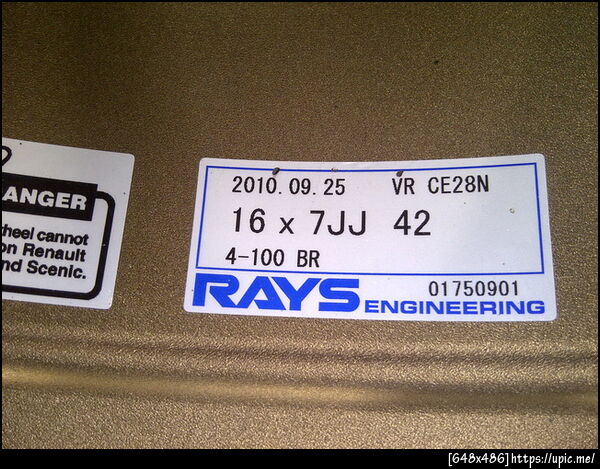 ANGER
heel cannot
on Renault
nd Scenic.
2010.09.25 VR CE28N
16 x 7JJ 42
4-100 BR
01750901
RAYS ENGINEERING
[648x486]https://upic.me/